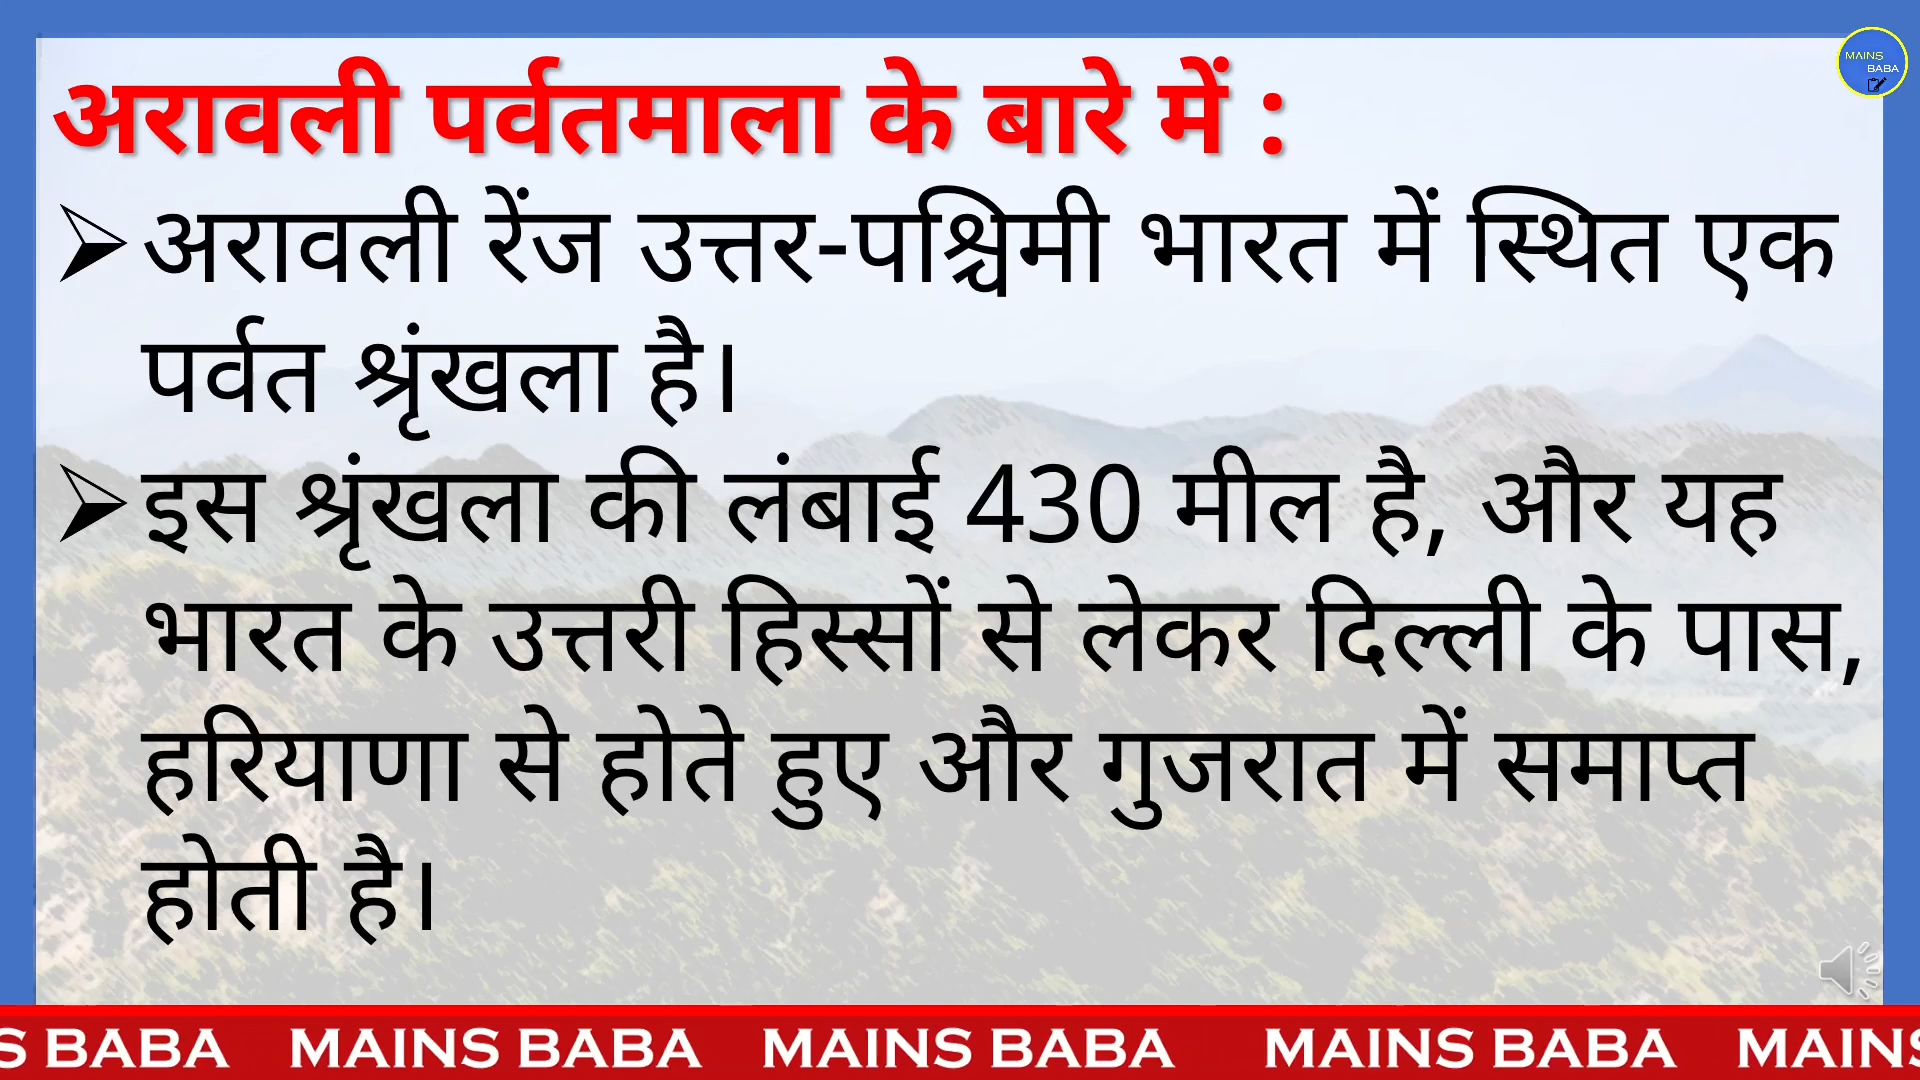 MAINS
BABA
अरावली पर्वतमाला के बारे में :
➢अरावली रेंज उत्तर-पश्चिमी भारत में स्थित एक
पर्वत श्रृंखला है।
➢इस श्रृंखला की लंबाई 430 मील है, और यह
भारत के उत्तरी हिस्सों से लेकर दिल्ली के पास,
हरियाणा से होते हुए और गुजरात में समाप्त
होती है।
S BABA MAINS BABA MAINS BABA MAINS BABA MAINS